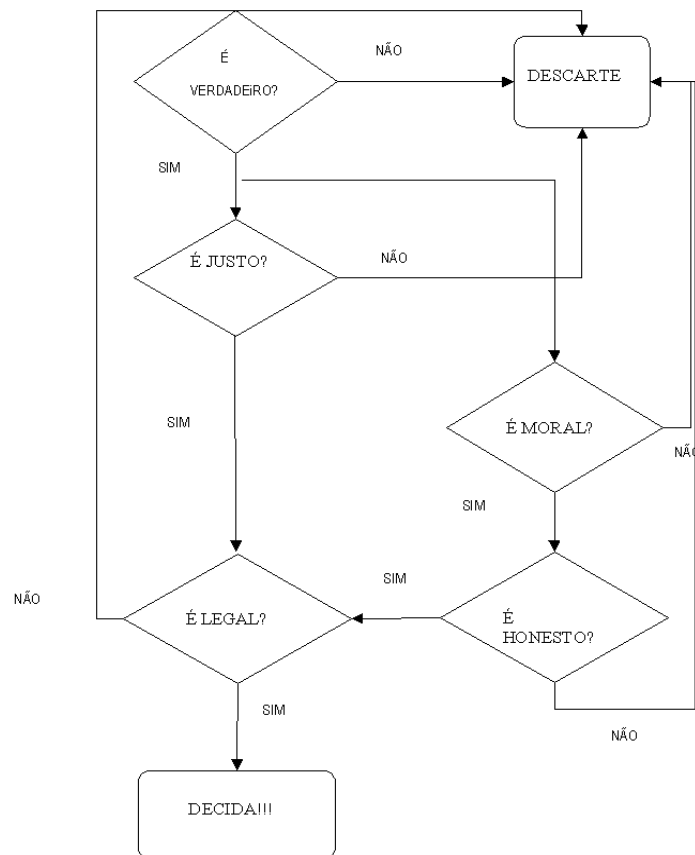 É
VERDADEIRO?
NÃO
DESCARTE
SIM
É JUSTO?
NÃO
SIM
É MORAL?
NÃO
SIM
SIM
NÃO
É LEGAL?
É
HONESTO?
SIM
NÃO
DECIDA!!!